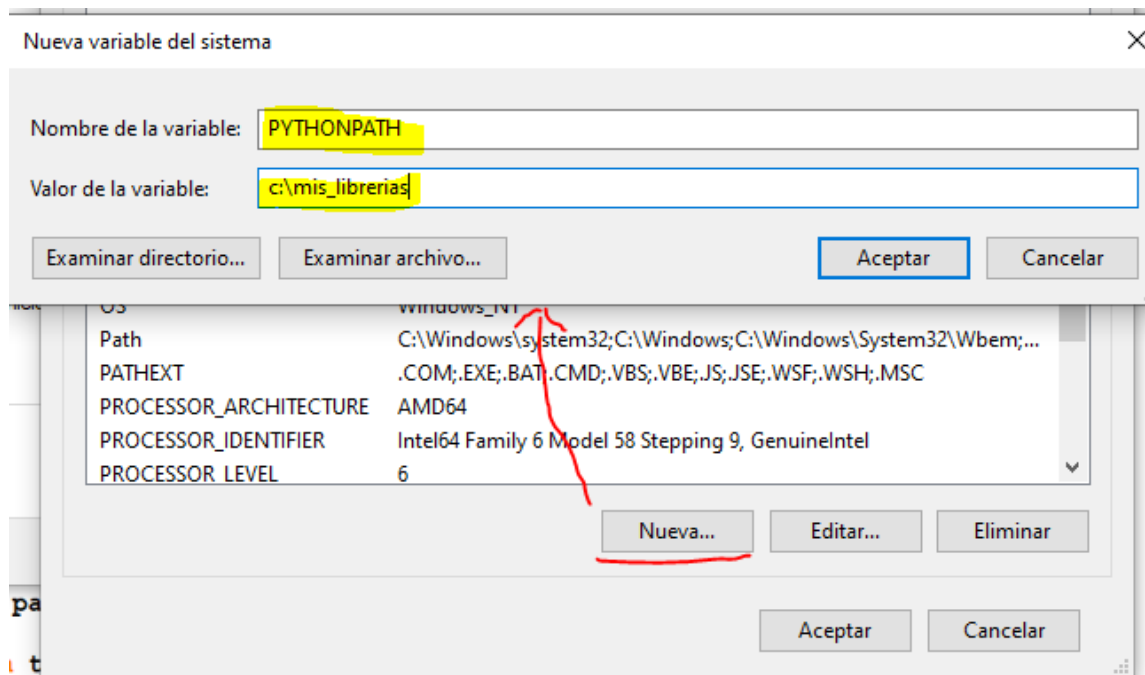 Nueva variable del sistema
Nombre de la variable: PYTHONPATH
Valor de la variable: c:\mis_librerias
Examinar directorio... Examinar archivo... Aceptar Cancelar
OS Windows_NT
Path C:\Windows\system32;C:\Windows;C:\Windows\System32\Wbem;...
PATHEXT .COM;.EXE;.BAT;.CMD;.VBS;.VBE;.JS;.JSE;.WSF;.WSH;.MSC
PROCESSOR_ARCHITECTURE AMD64
PROCESSOR_IDENTIFIER Intel64 Family 6 Model 58 Stepping 9, GenuineIntel
PROCESSOR_LEVEL 6
Nueva... Editar... Eliminar
pa
Aceptar Cancelar
t